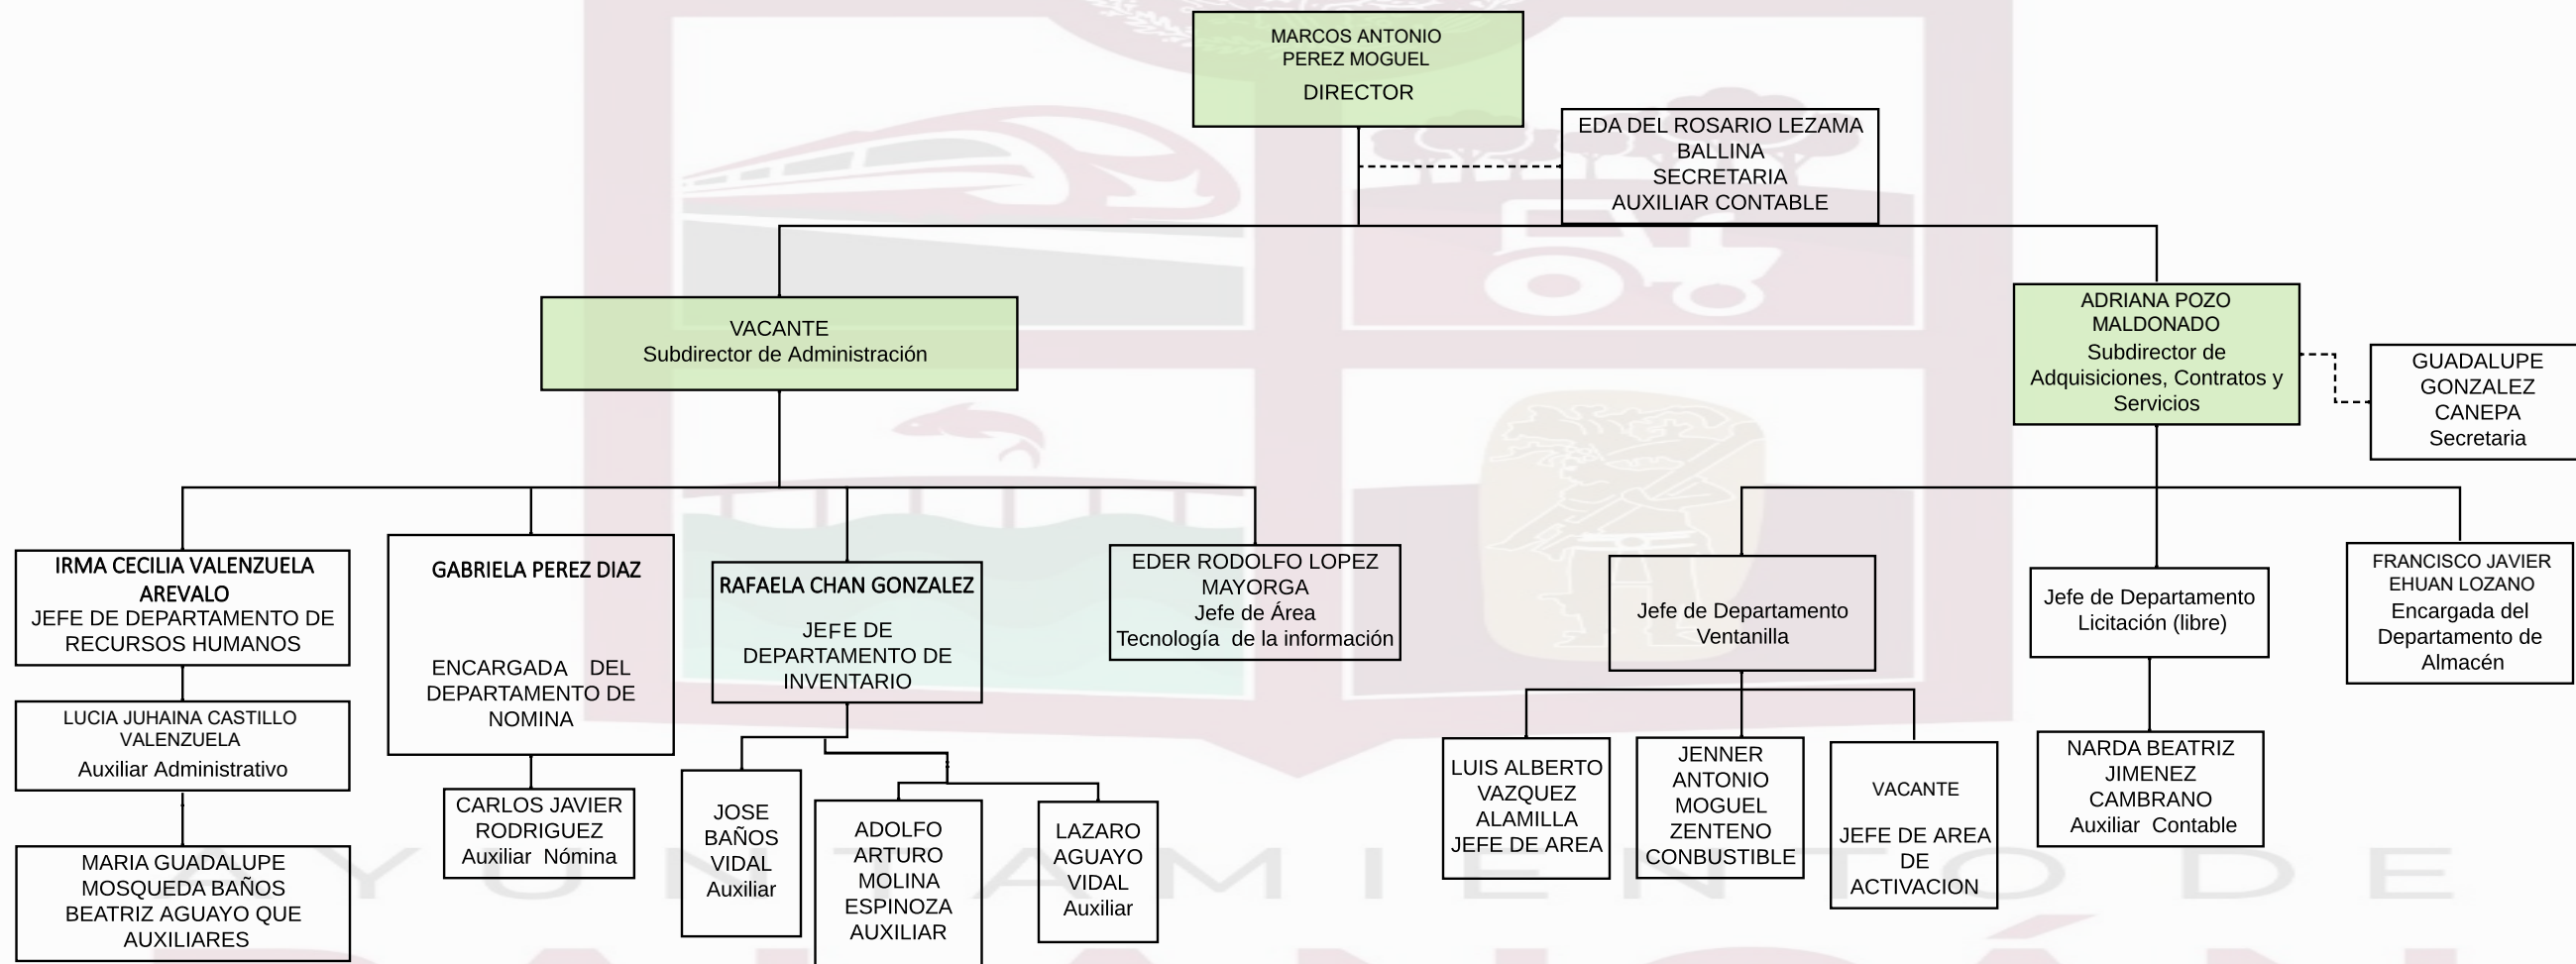 MARCOS ANTONIO
PEREZ MOGUEL
DIRECTOR
EDA DEL ROSARIO LEZAMA
BALLINA
SECRETARIA
AUXILIAR CONTABLE
VACANTE
Subdirector de Administración
ADRIANA POZO
MALDONADO
Subdirector de
Adquisiciones, Contratos y
Servicios
GUADALUPE
GONZALEZ
CANEPA
Secretaria
IRMA CECILIA VALENZUELA
AREVALO
JEFE DE DEPARTAMENTO DE
RECURSOS HUMANOS
GABRIELA PEREZ DIAZ
ENCARGADA DEL
DEPARTAMENTO DE
NOMINA
RAFAELA CHAN GONZALEZ
JEFE DE
DEPARTAMENTO DE
INVENTARIO
EDER RODOLFO LOPEZ
MAYORGA
Jefe de Área
Tecnología de la información
Jefe de Departamento
Ventanilla
Jefe de Departamento
Licitación (libre)
FRANCISCO JAVIER
EHUAN LOZANO
Encargada del
Departamento de
Almacén
LUCIA JUHAINA CASTILLO
VALENZUELA
Auxiliar Administrativo
CARLOS JAVIER
RODRIGUEZ
Auxiliar Nómina
JOSE
BAÑOS
VIDAL
Auxiliar
ADOLFO
ARTURO
MOLINA
ESPINOZA
AUXILIAR
LAZARO
AGUAYO
VIDAL
Auxiliar
LUIS ALBERTO
VAZQUEZ
ALAMILLA
JEFE DE AREA
JENNER
ANTONIO
MOGUEL
ZENTENO
CONBUSTIBLE
VACANTE
JEFE DE AREA
DE
ACTIVACION
NARDA BEATRIZ
JIMENEZ
CAMBRANO
Auxiliar Contable
MARIA GUADALUPE
MOSQUEDA BAÑOS
BEATRIZ AGUAYO QUE
AUXILIARES
AYUNTAMIENTO DE